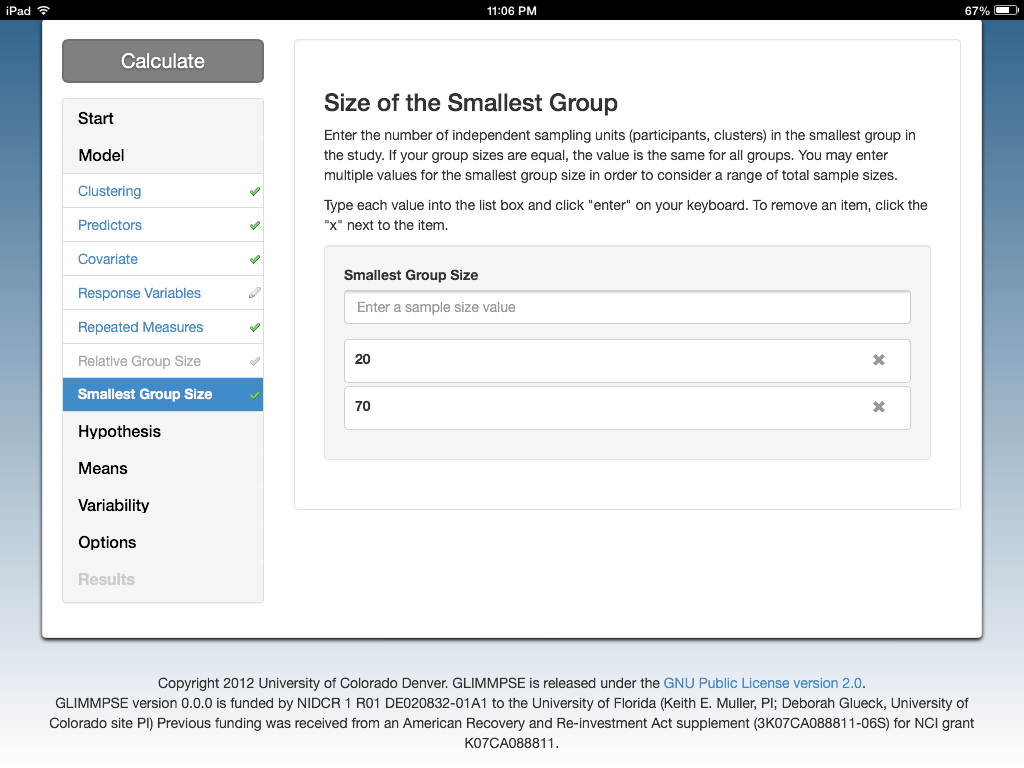 iPad 11:06 PM 67%
Calculate
Start
Model
Clustering
Predictors
Covariate
Response Variables
Repeated Measures
Relative Group Size
Smallest Group Size
Hypothesis
Means
Variability
Options
Results
Size of the Smallest Group
Enter the number of independent sampling units (participants, clusters) in the smallest group in
the study. If your group sizes are equal, the value is the same for all groups. You may enter
multiple values for the smallest group size in order to consider a range of total sample sizes.
Type each value into the list box and click "enter" on your keyboard. To remove an item, click the
"x" next to the item.
Smallest Group Size
Enter a sample size value
20
70
Copyright 2012 University of Colorado Denver. GLIMMPSE is released under the GNU Public License version 2.0.
GLIMMPSE version 0.0.0 is funded by NIDCR 1 R01 DE020832-01A1 to the University of Florida (Keith E. Muller, PI; Deborah Glueck, University of
Colorado site PI) Previous funding was received from an American Recovery and Re-investment Act supplement (3K07CA088811-06S) for NCI grant
K07CA088811.